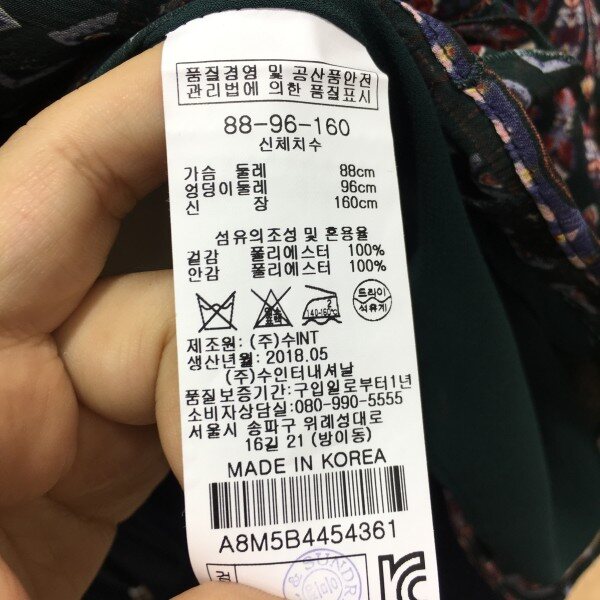 품질경영 및 공산품안전
관리법에 의한 품질표시
88-96-160
신체치수
가슴 둘레 88cm
엉덩이둘레 96cm
신 장 160cm
섬유의조성 및 혼용율
겉감 폴리에스터 100%
안감 폴리에스터 100%
드라이
석유계
제조원: (주)수INT
생산년월: 2018.05
(주)수인터내셔날
품질보증기간: 구입일로부터1년
소비자상담실: 080-990-5555
서울시 송파구 위례성대로
16길 21 (방이동)
MADE IN KOREA
A8M5B4454361
& SUNDR